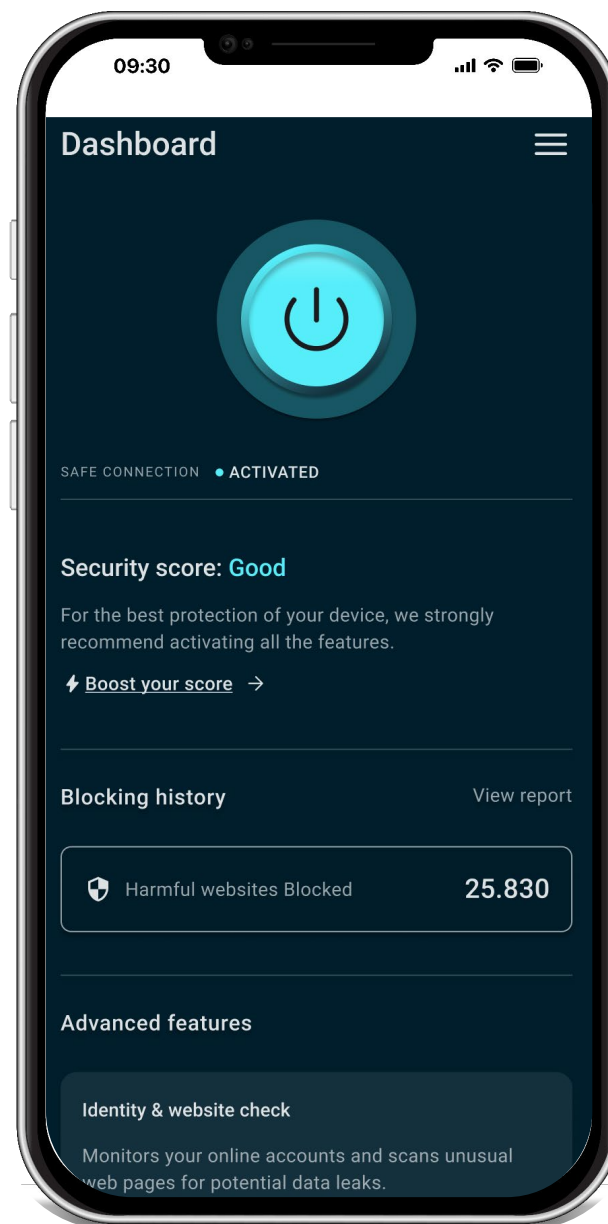 09:30
Dashboard
SAFE CONNECTION ACTIVATED
Security score: Good
For the best protection of your device, we strongly
recommend activating all the features.
Boost your score
Blocking history View report
Harmful websites Blocked 25.830
Advanced features
Identity & website check
Monitors your online accounts and scans unusual
web pages for potential data leaks.